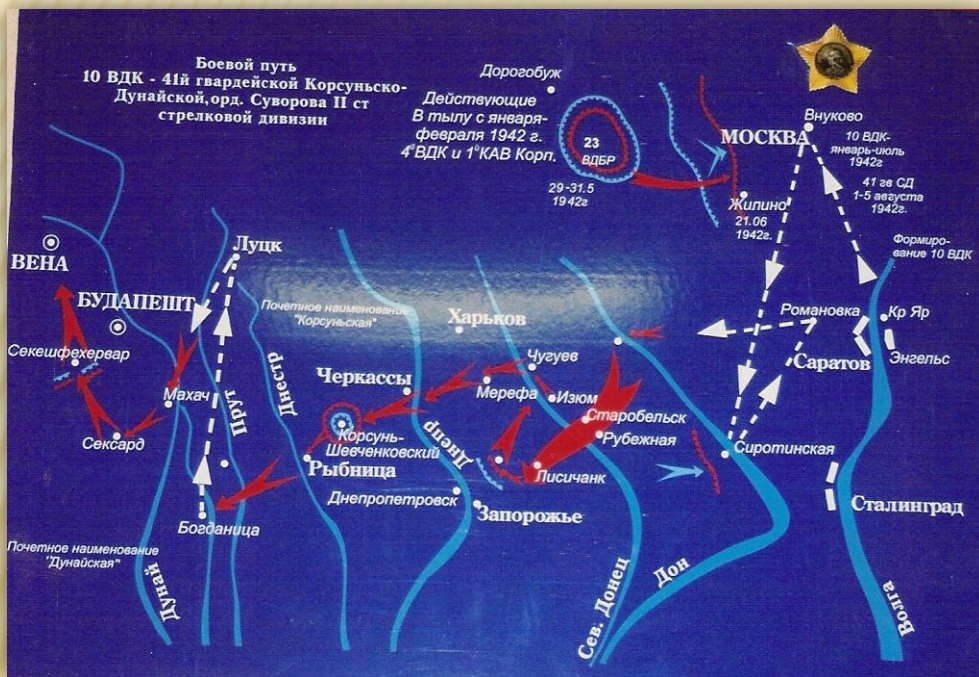 Боевой путь
10 ВДК - 41й гвардейской Корсуньско-
Дунайской,орд. Суворова II ст
стрелковой дивизии
Дорогобуж
Действующие
В тылу с января-
февраля 1942 г.
4 ВДК и 1 КАВ Корп.
23
ВДБР
29-31.5
1942г
МОСКВА
Внуково
10 ВДК-
январь-июль
1942г
41 гв СД
1-5 августа
1942г.
Жилино
21.06
1942г.
Формиро-
вание 10 ВДК
ВЕНА
Луцк
БУДАПЕШТ
Почетное наименование
"Корсуньская"
Харьков
Романовка
Кр Яр
Саратов
Энгельс
Секешфехервар
Махач
Прут
Днестр
Черкассы
Чугуев
Мерефа
Изюм
Старобельск
Рубежная
Сексард
Корсунь-
Шевченковский
Днепр
Рыбница
Лисичанк
Сиротинская
Днепропетровск
Запорожье
Сталинград
Богданица
Почетное наименование
"Дунайская"
Дунай
Сев. Донец
Дон
Волга